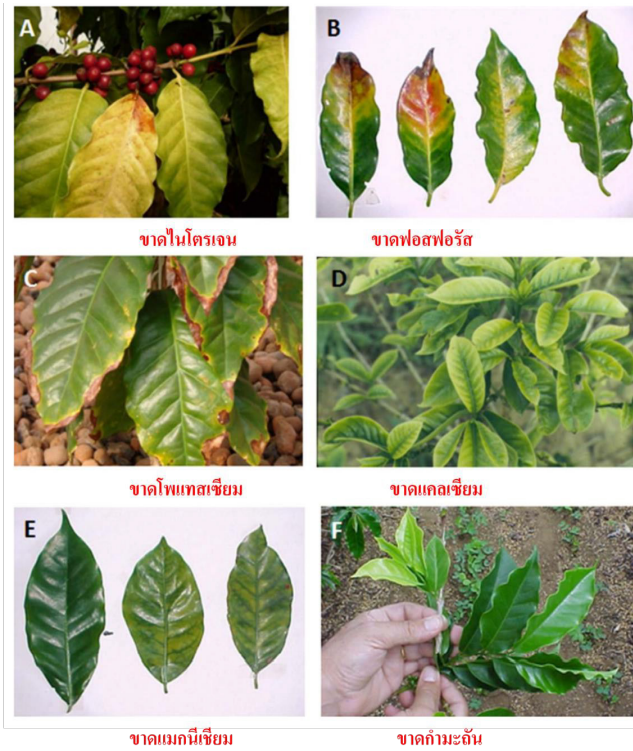 A
B
ขาดไนโตรเจน
ขาดฟอสฟอรัส
C
D
ขาดโพแทสเซียม
ขาดแคลเซียม
E
F
ขาดแมกนีเซียม
ขาดกำมะถัน